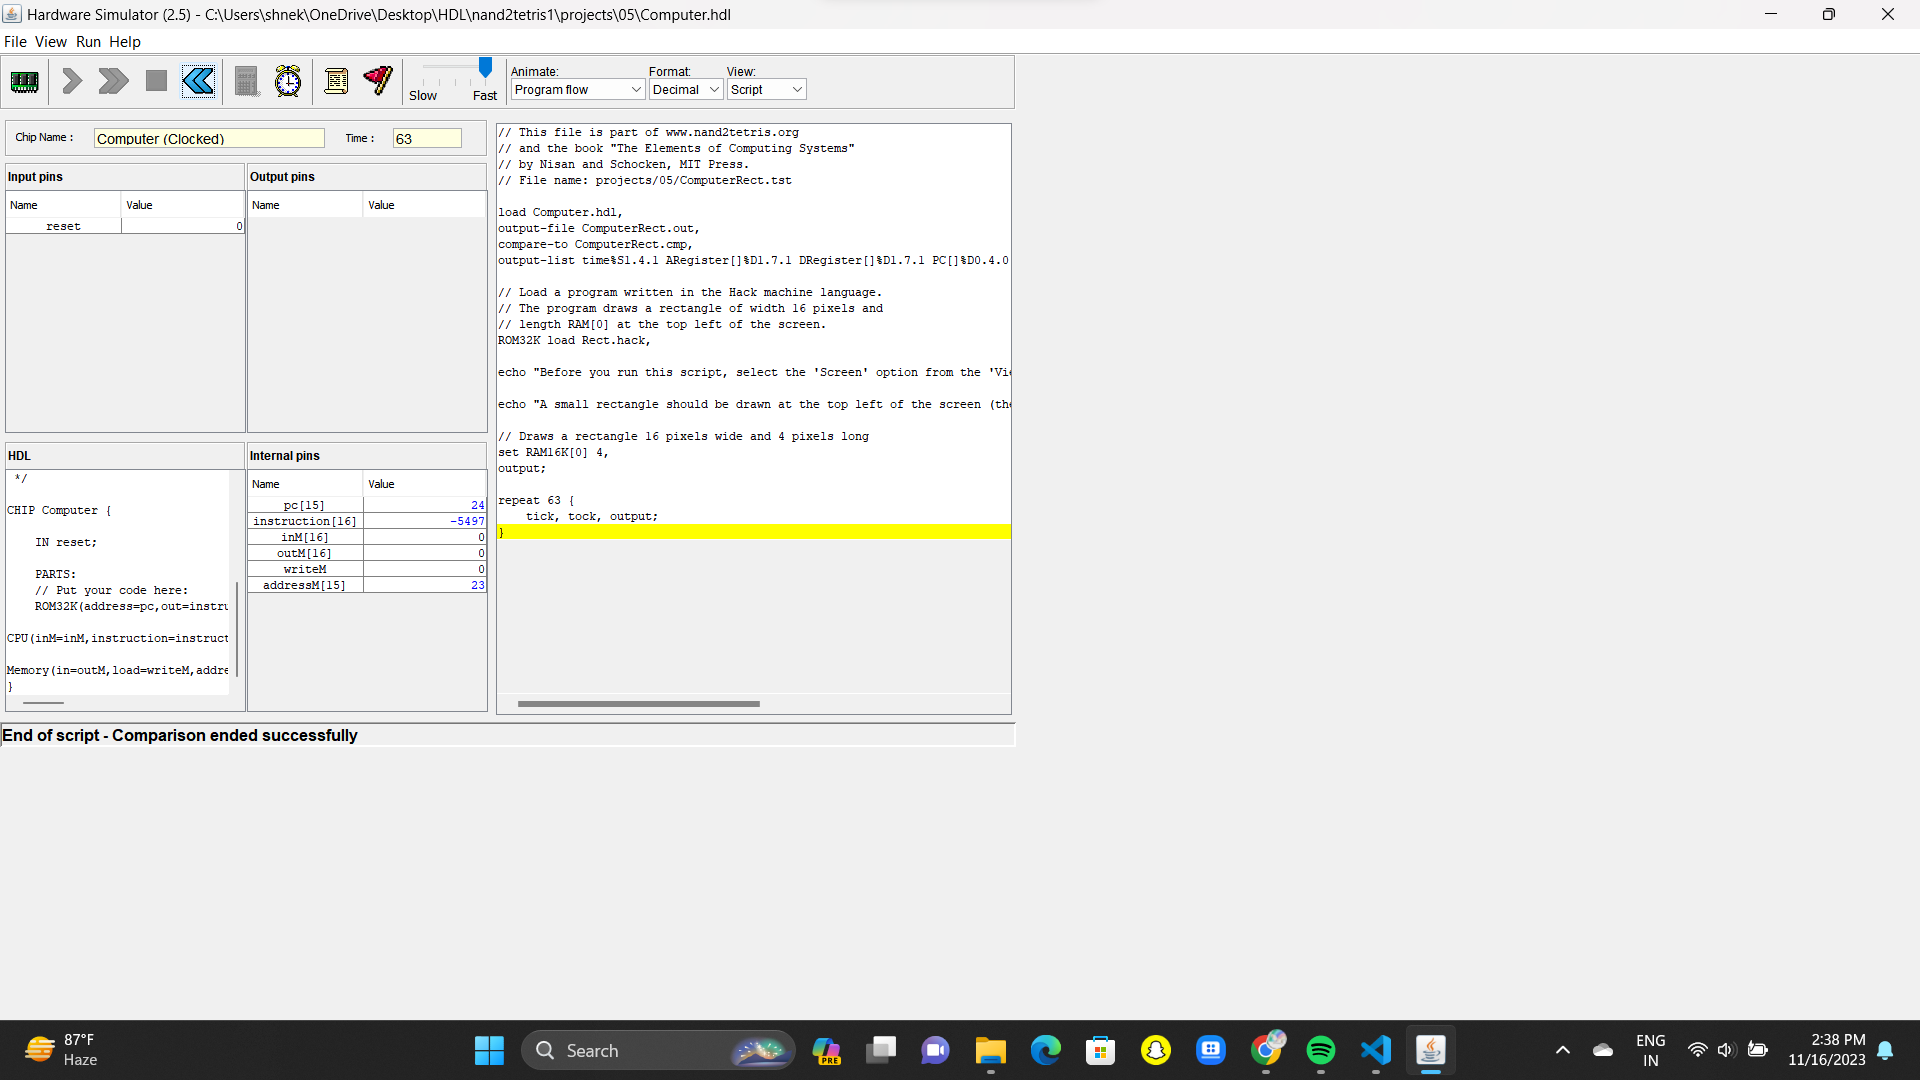 Hardware Simulator (2.5) - C:\Users\shnek\OneDrive\Desktop\HDL\nand2tetris1\projects\05\Computer.hdl
File View Run Help
Slow Fast
Animate:
Program flow
Format:
Decimal
View:
Script
Chip Name : Computer (Clocked) Time : 63
Input pins
Name Value
reset 0
Output pins
Name Value
HDL
*/
CHIP Computer {
IN reset;
PARTS:
// Put your code here:
ROM32K(address=pc,out=instru
CPU(inM=inM,instruction=instruct
Memory(in=outM,load=writeM,addre
}
Internal pins
Name Value
pc[15] 24
instruction[16] -5497
inM[16] 0
outM[16] 0
writeM 0
addressM[15] 23
// This file is part of www.nand2tetris.org
// and the book "The Elements of Computing Systems"
// by Nisan and Schocken, MIT Press.
// File name: projects/05/ComputerRect.tst
load Computer.hdl,
output-file ComputerRect.out,
compare-to ComputerRect.cmp,
output-list time%S1.4.1 ARegister[]%D1.7.1 DRegister[]%D1.7.1 PC[]%D0.4.0
// Load a program written in the Hack machine language.
// The program draws a rectangle of width 16 pixels and
// length RAM[0] at the top left of the screen.
ROM32K load Rect.hack,
echo "Before you run this script, select the 'Screen' option from the 'Vie
echo "A small rectangle should be drawn at the top left of the screen (the
// Draws a rectangle 16 pixels wide and 4 pixels long
set RAM16K[0] 4,
output;
repeat 63 {
tick, tock, output;
}
End of script - Comparison ended successfully
87°F
Haze
Search
PRE
ENG
IN
2:38 PM
11/16/2023